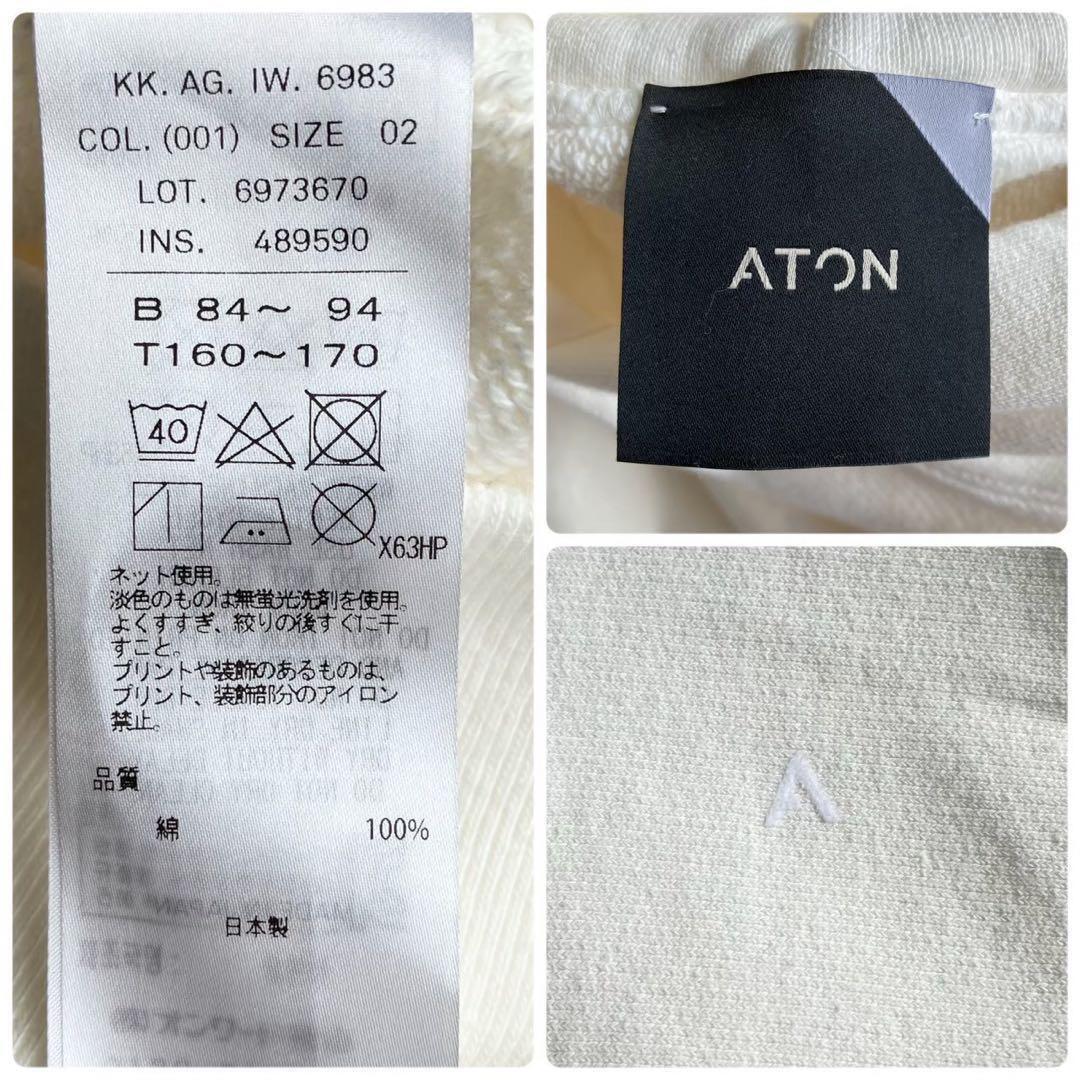 KK. AG. IW. 6983
COL. (001) SIZE 02
LOT. 6973670
INS. 489590
B 84～ 94
T160～170
40
X63HP
ネット使用。
淡色のものは無蛍光洗剤を使用。
よくすすぎ、絞りの後すぐに干
すこと。
プリントや装飾のあるものは、
プリント、装飾部分のアイロン
禁止。
品質
綿 100%
日本製
ATON
A